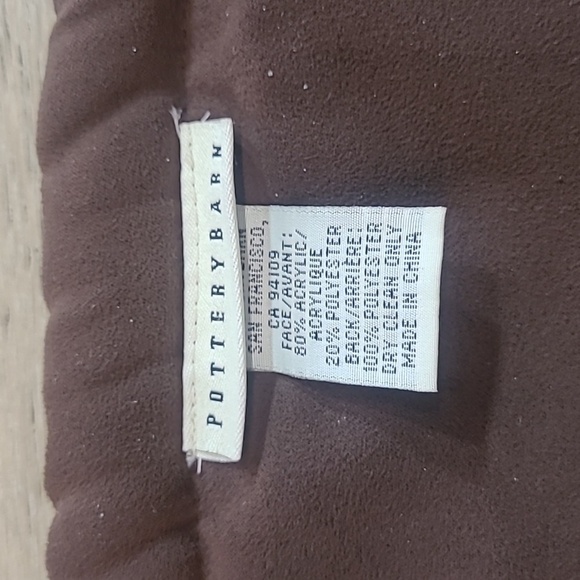 POTTERY BARN
SAN FRANCISCO,
CA 94109
FACE/AVANT:
80% ACRYLIC/
ACRYLIQUE
20% POLYESTER
BACK/ARRIÈRE:
100% POLYESTER
DRY CLEAN ONLY
MADE IN CHINA